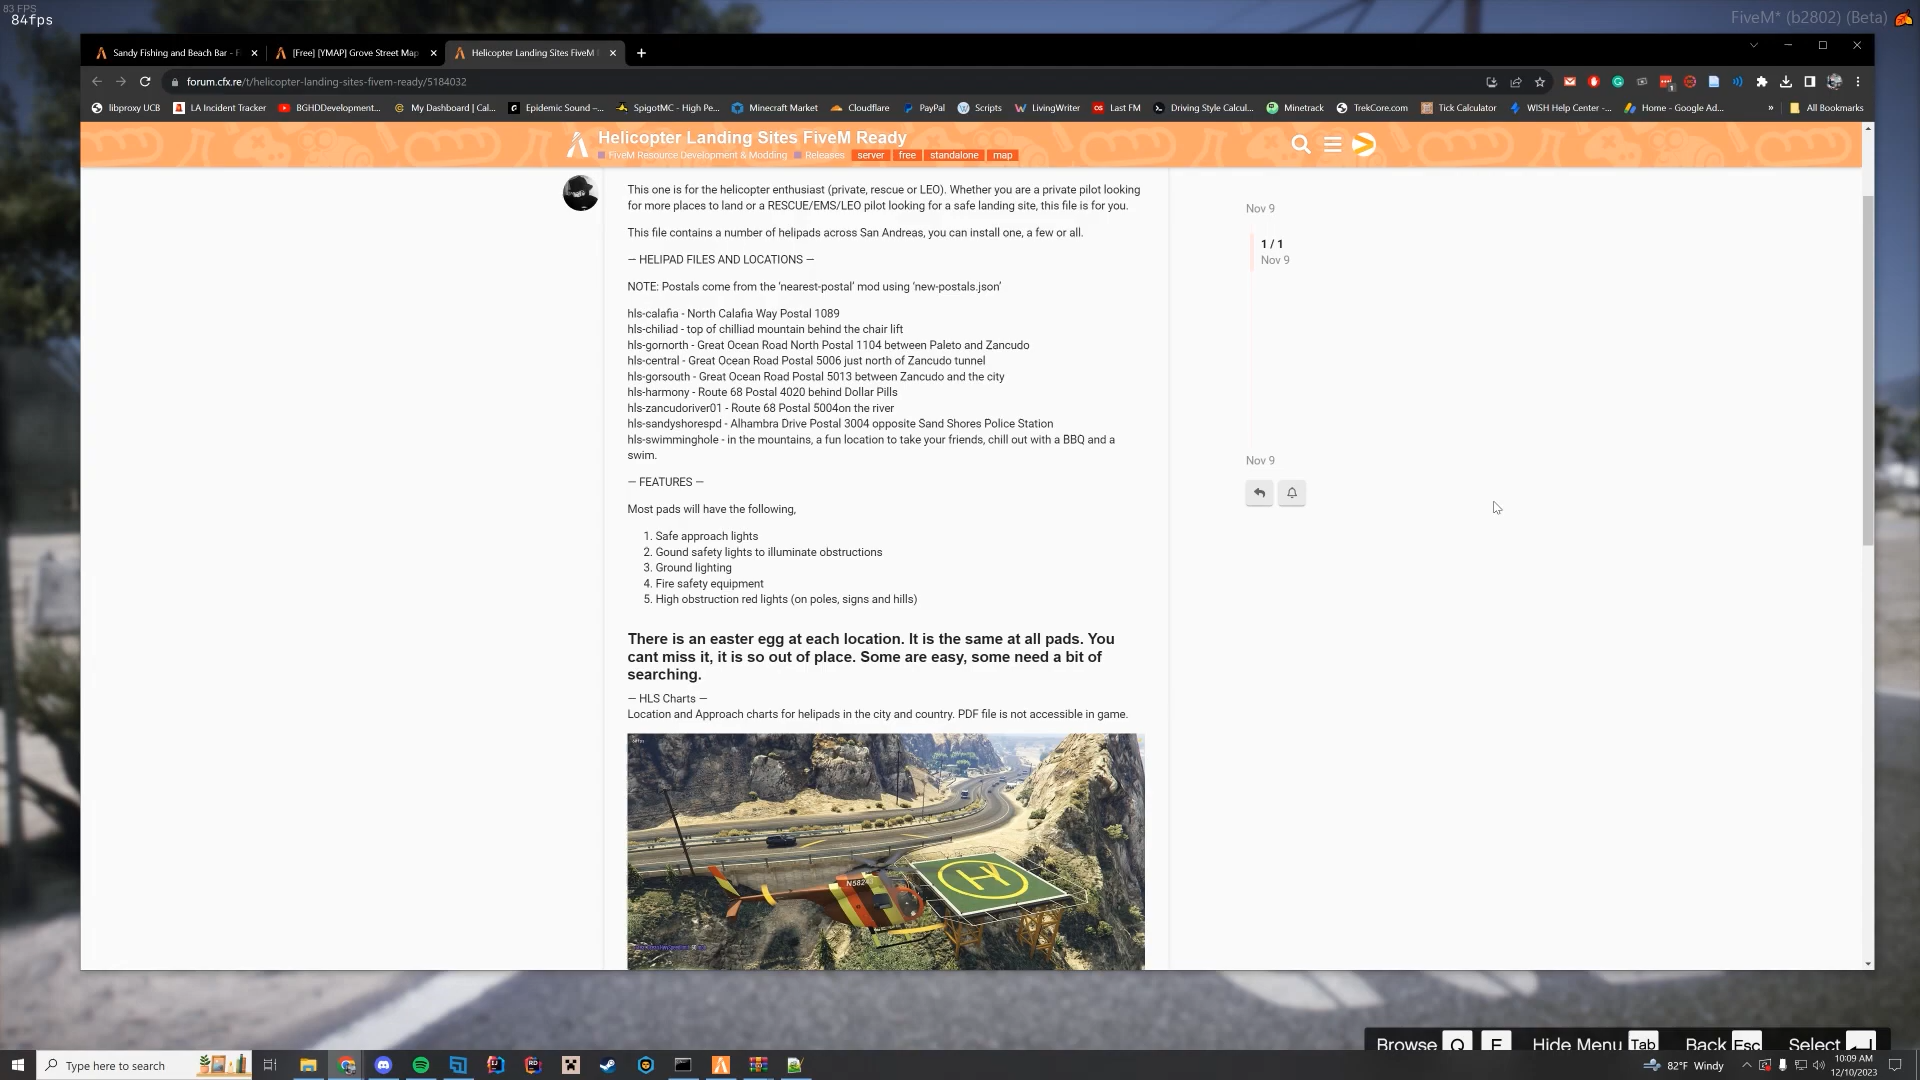 83 FPS
84fps
FiveM* (b2802) (Beta)
Sandy Fishing and Beach Bar - F
[Free] [YMAP] Grove Street Map
Helicopter Landing Sites FiveM
forum.cfx.re/t/helicopter-landing-sites-fivem-ready/5184032
libproxy UCB
LA Incident Tracker
BGHDDevelopment...
My Dashboard | Cal...
Epidemic Sound –...
SpigotMC - High Pe...
Minecraft Market
Cloudflare
PayPal
Scripts
LivingWriter
Last FM
Driving Style Calcul...
Minetrack
TrekCore.com
Tick Calculator
WISH Help Center -...
Home - Google Ad...
»
All Bookmarks
Helicopter Landing Sites FiveM Ready
FiveM Resource Development & Modding Releases server free standalone map
This one is for the helicopter enthusiast (private, rescue or LEO). Whether you are a private pilot looking
for more places to land or a RESCUE/EMS/LEO pilot looking for a safe landing site, this file is for you.
This file contains a number of helipads across San Andreas, you can install one, a few or all.
— HELIPAD FILES AND LOCATIONS —
NOTE: Postals come from the ‘nearest-postal’ mod using ‘new-postals.json’
hls-calafia - North Calafia Way Postal 1089
hls-chiliad - top of chilliad mountain behind the chair lift
hls-gornorth - Great Ocean Road North Postal 1104 between Paleto and Zancudo
hls-central - Great Ocean Road Postal 5006 just north of Zancudo tunnel
hls-gorsouth - Great Ocean Road Postal 5013 between Zancudo and the city
hls-harmony - Route 68 Postal 4020 behind Dollar Pills
hls-zancudoriver01 - Route 68 Postal 5004on the river
hls-sandyshorespd - Alhambra Drive Postal 3004 opposite Sand Shores Police Station
hls-swimminghole - in the mountains, a fun location to take your friends, chill out with a BBQ and a
swim.
— FEATURES —
Most pads will have the following,
1. Safe approach lights
2. Gound safety lights to illuminate obstructions
3. Ground lighting
4. Fire safety equipment
5. High obstruction red lights (on poles, signs and hills)
There is an easter egg at each location. It is the same at all pads. You
cant miss it, it is so out of place. Some are easy, some need a bit of
searching.
— HLS Charts —
Location and Approach charts for helipads in the city and country. PDF file is not accessible in game.
Nov 9
1 / 1
Nov 9
Nov 9
H
Browse Q E Hide Menu Tab Back Esc Select
Type here to search
82°F Windy
10:09 AM
12/10/2023